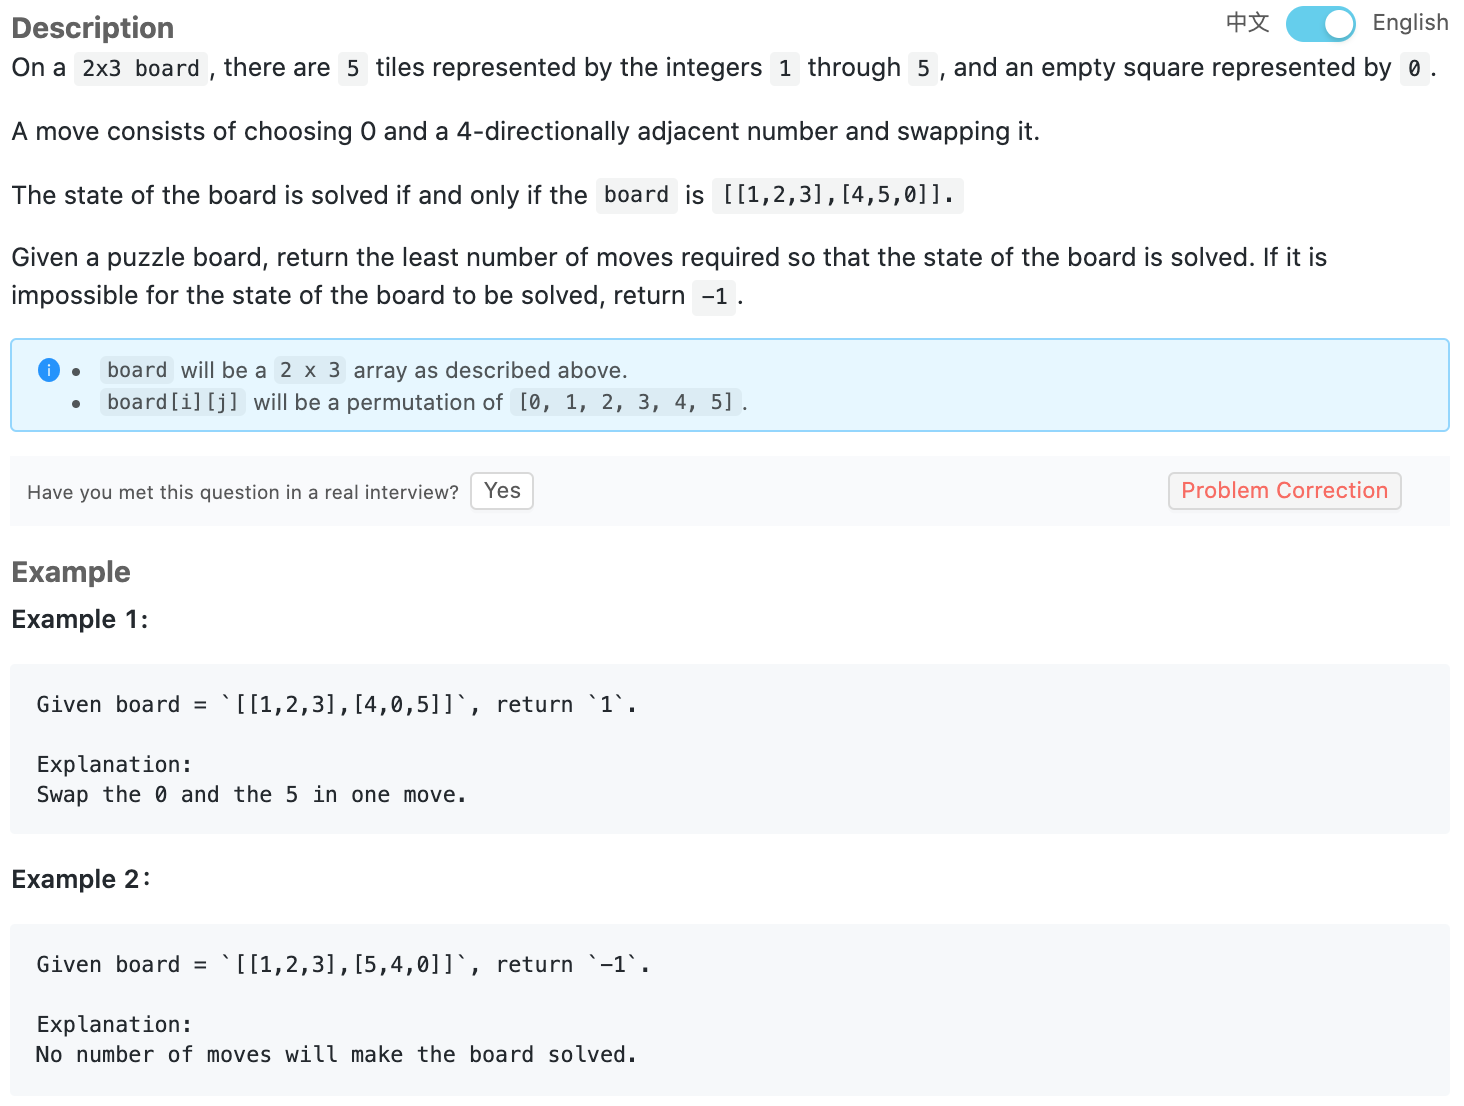 Description
中文 English
On a 2x3 board, there are 5 tiles represented by the integers 1 through 5, and an empty square represented by 0.
A move consists of choosing 0 and a 4-directionally adjacent number and swapping it.
The state of the board is solved if and only if the board is [[1,2,3],[4,5,0]].
Given a puzzle board, return the least number of moves required so that the state of the board is solved. If it is
impossible for the state of the board to be solved, return -1.
• board will be a 2 x 3 array as described above.
• board[i][j] will be a permutation of [0, 1, 2, 3, 4, 5].
Have you met this question in a real interview? Yes Problem Correction
Example
Example 1:
Given board = `[[1,2,3],[4,0,5]]`, return `1`.
Explanation:
Swap the 0 and the 5 in one move.
Example 2:
Given board = `[[1,2,3],[5,4,0]]`, return `-1`.
Explanation:
No number of moves will make the board solved.